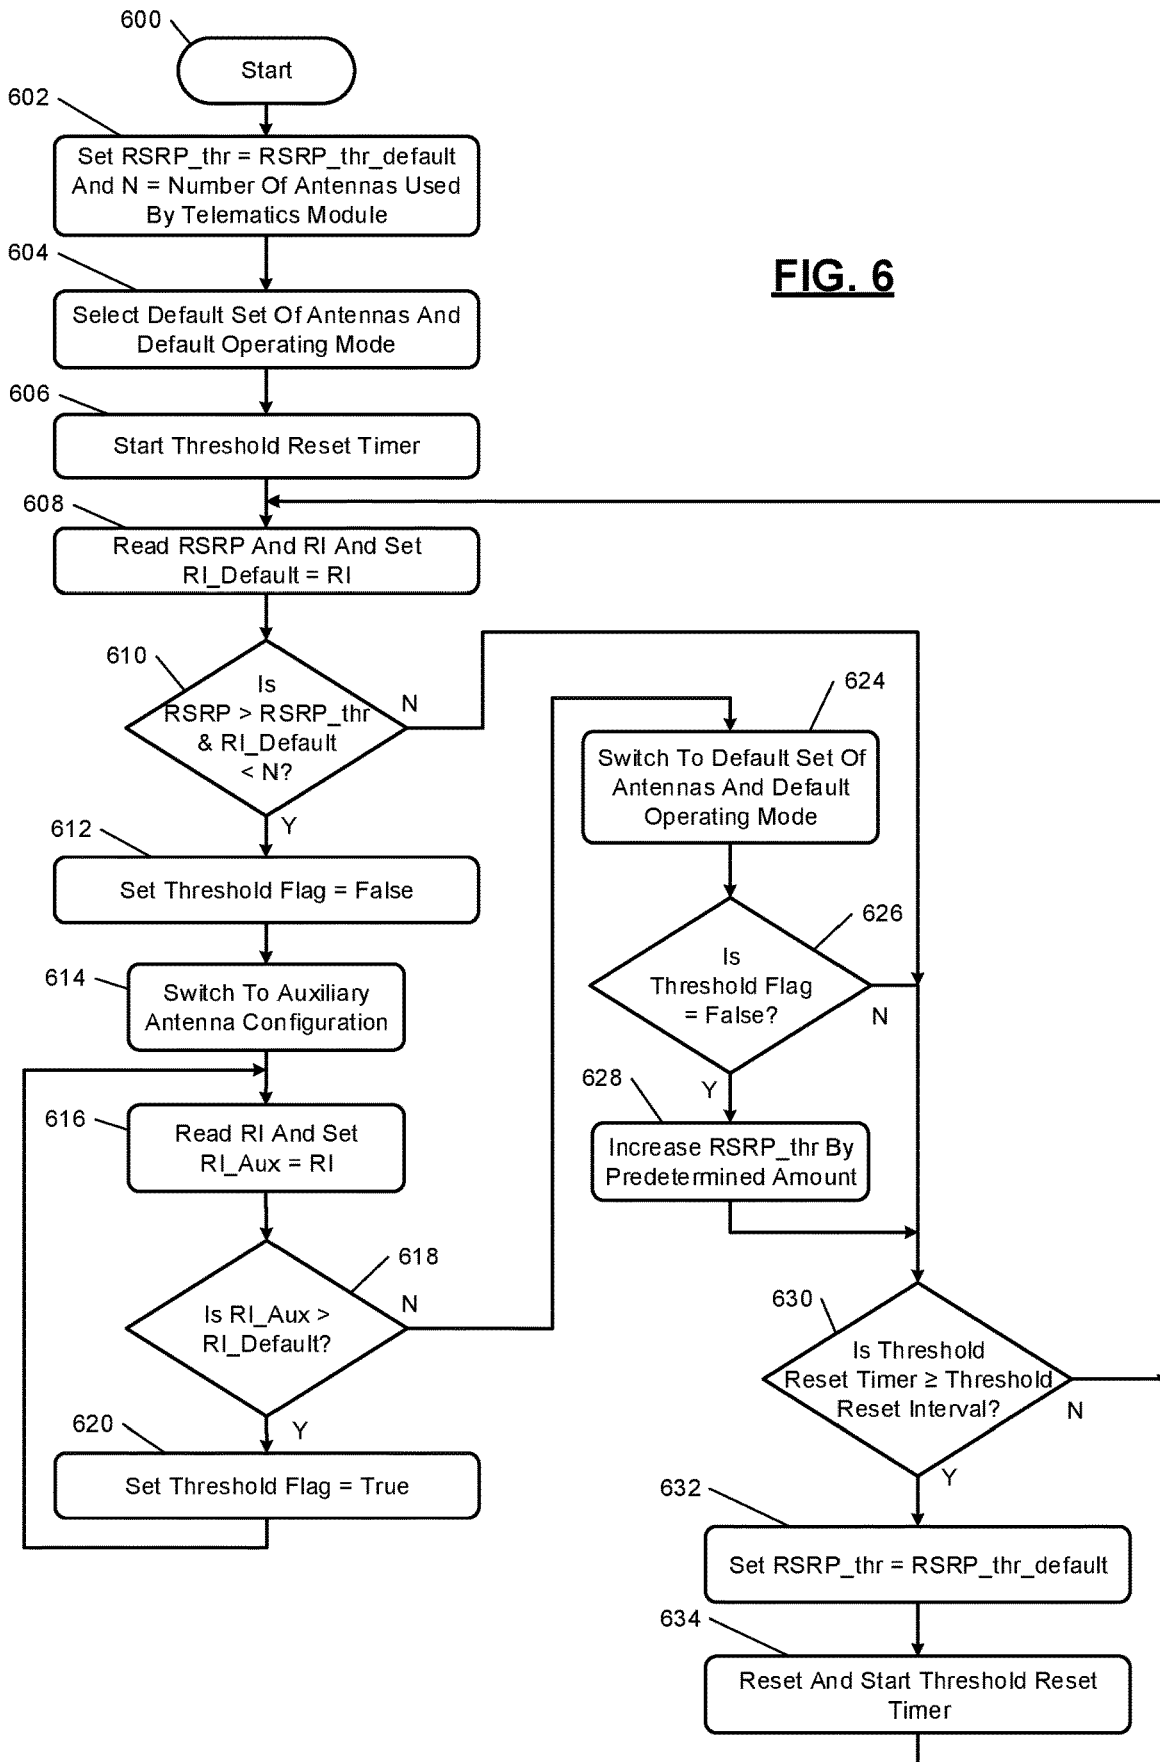 600
Start
602
Set RSRP_thr = RSRP_thr_default
And N = Number Of Antennas Used
By Telematics Module
604
Select Default Set Of Antennas And
Default Operating Mode
FIG. 6
606
Start Threshold Reset Timer
608
Read RSRP And RI And Set
RI_Default = RI
610
Is
RSRP > RSRP_thr
& RI_Default
< N?
N
Y
612
Set Threshold Flag = False
614
Switch To Auxiliary
Antenna Configuration
616
Read RI And Set
RI_Aux = RI
618
Is RI_Aux >
RI_Default?
N
Y
620
Set Threshold Flag = True
624
Switch To Default Set Of
Antennas And Default
Operating Mode
626
Is
Threshold Flag
= False?
N
Y
628
Increase RSRP_thr By
Predetermined Amount
630
Is Threshold
Reset Timer ≥ Threshold
Reset Interval?
N
Y
632
Set RSRP_thr = RSRP_thr_default
634
Reset And Start Threshold Reset
Timer